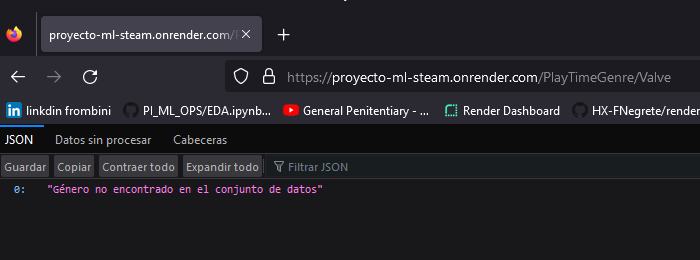 proyecto-ml-steam.onrender.com/
https://proyecto-ml-steam.onrender.com/PlayTimeGenre/Valve
linkdin frombini PI_ML_OPS/EDA.ipynb... General Penitentiary - ... Render Dashboard HX-FNegrete/render
JSON Datos sin procesar Cabeceras
Guardar Copiar Contraer todo Expandir todo Filtrar JSON
0: "Género no encontrado en el conjunto de datos"